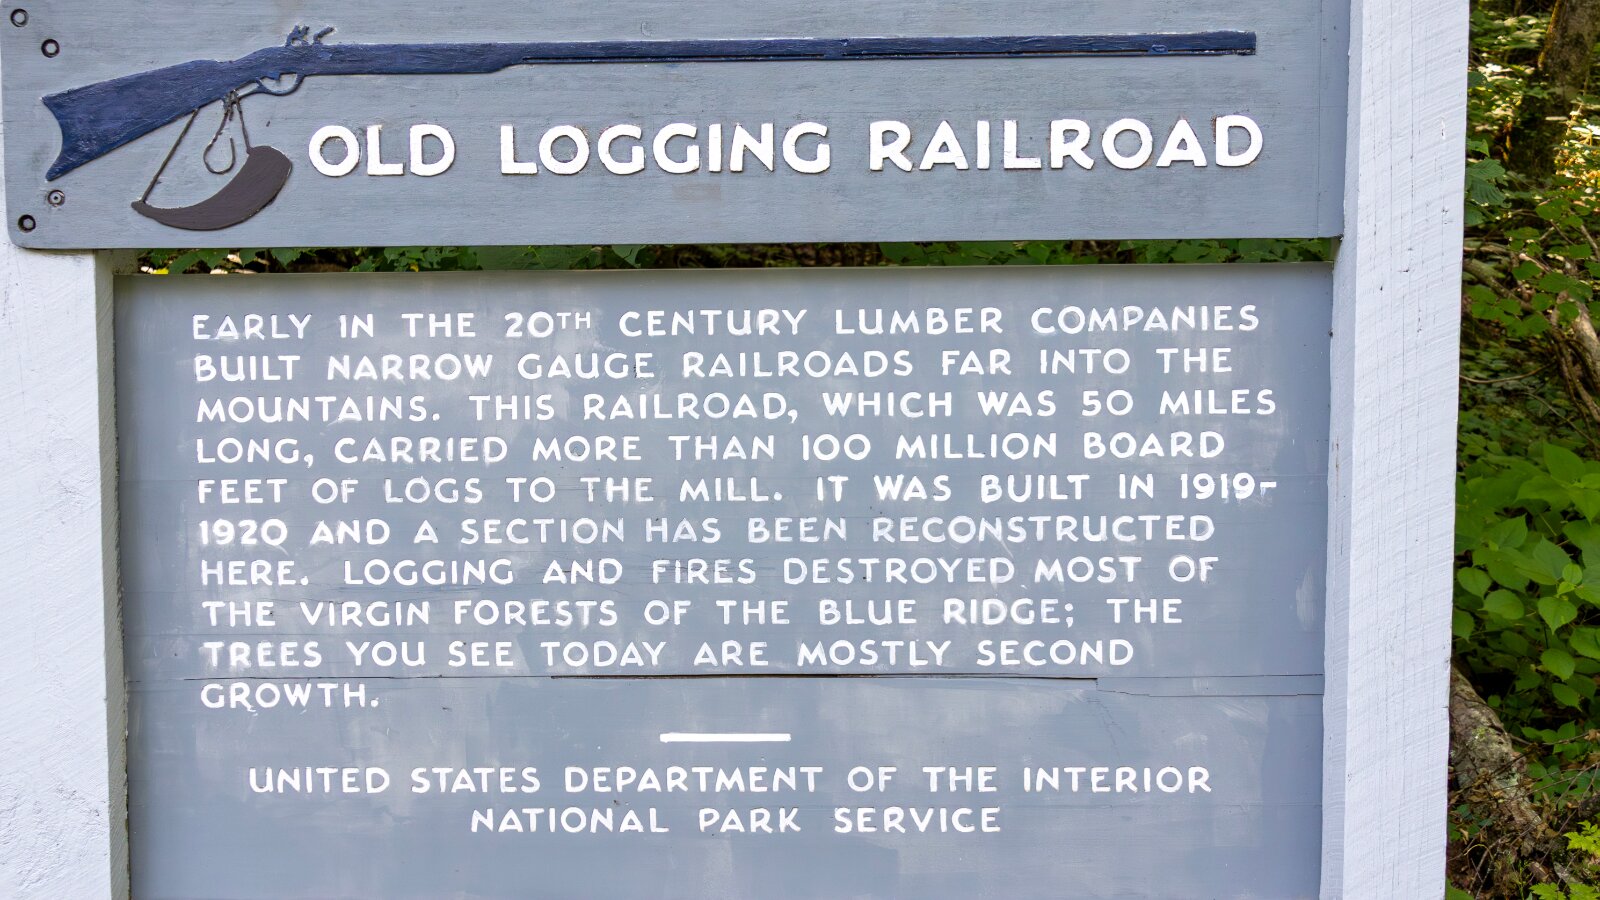 OLD LOGGING RAILROAD
EARLY IN THE 20TH CENTURY LUMBER COMPANIES
BUILT NARROW GAUGE RAILROADS FAR INTO THE
MOUNTAINS. THIS RAILROAD, WHICH WAS 50 MILES
LONG, CARRIED MORE THAN 100 MILLION BOARD
FEET OF LOGS TO THE MILL. IT WAS BUILT IN 1919-
1920 AND A SECTION HAS BEEN RECONSTRUCTED
HERE. LOGGING AND FIRES DESTROYED MOST OF
THE VIRGIN FORESTS OF THE BLUE RIDGE; THE
TREES YOU SEE TODAY ARE MOSTLY SECOND
GROWTH.
UNITED STATES DEPARTMENT OF THE INTERIOR
NATIONAL PARK SERVICE